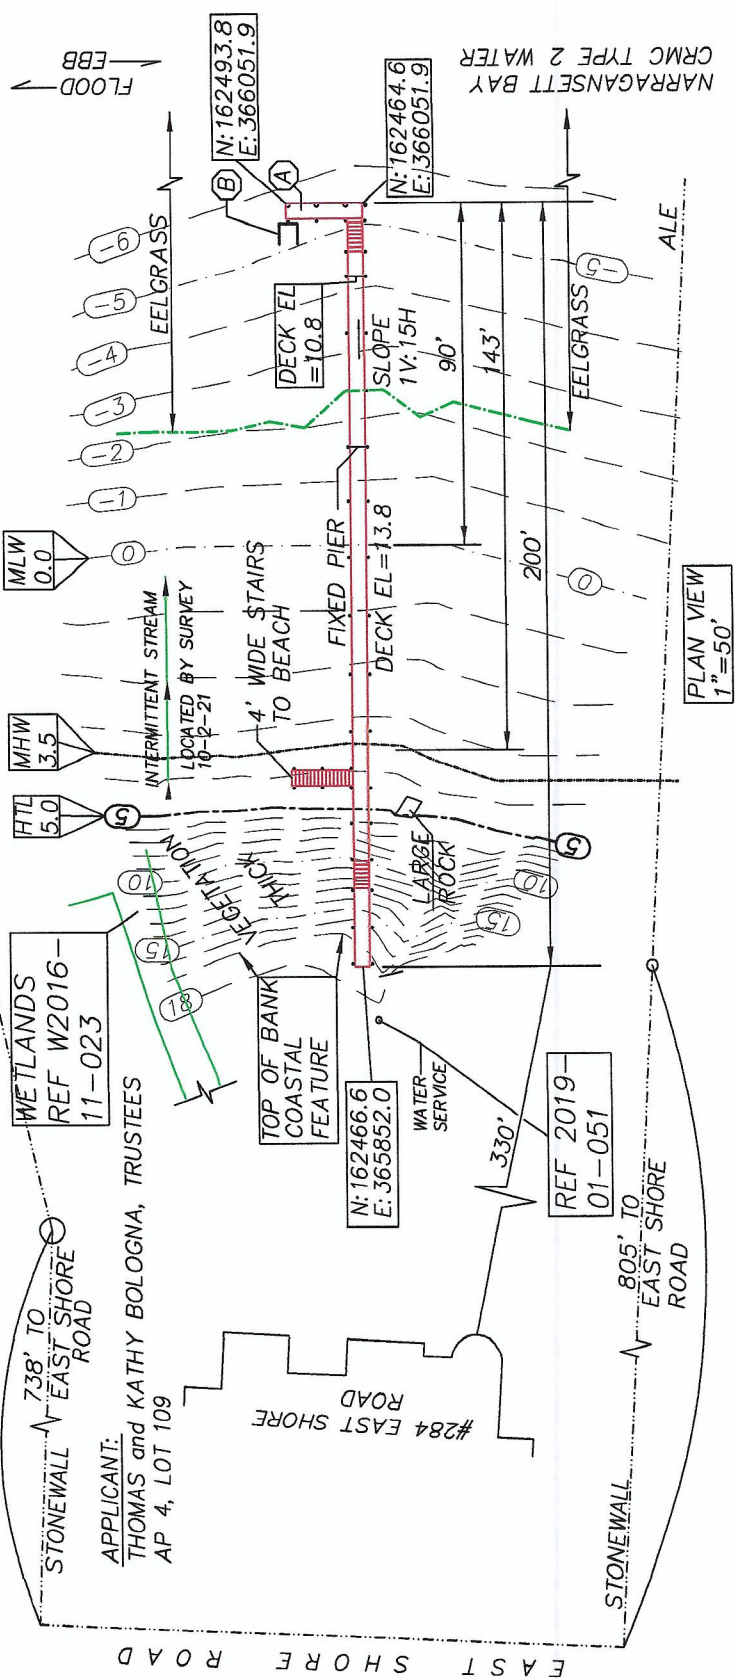 FLOOD
EBB
NARRAGANSETT BAY
CRMC TYPE 2 WATER
N:162493.8
E:366051.9
N:162464.6
E:366051.9
B
A
-6
-5
-4
-3
-2
-1
0
EELGRASS
DECK EL
=10.8
SLOPE
1V:15H
90'
143'
200'
-5
EELGRASS
ALE
MLW
0.0
MHW
3.5
HTL
5.0
INTERMITTENT STREAM
LOCATED BY SURVEY
10-2-21
4' WIDE STAIRS
TO BEACH
FIXED PIER
DECK EL=13.8
0
PLAN VIEW
1"=50'
5
10
15
18
THICK
VEGETATION
LARGE
ROCK
5
10
15
WETLANDS
REF W2016-
11-023
TOP OF BANK
COASTAL
FEATURE
N:162466.6
E:365852.0
WATER
SERVICE
330'
REF 2019-
01-051
738' TO
EAST SHORE
ROAD
STONEWALL
APPLICANT:
THOMAS and KATHY BOLOGNA, TRUSTEES
AP 4, LOT 109
#284 EAST SHORE
ROAD
805' TO
EAST SHORE
ROAD
STONEWALL
EAST SHORE ROAD